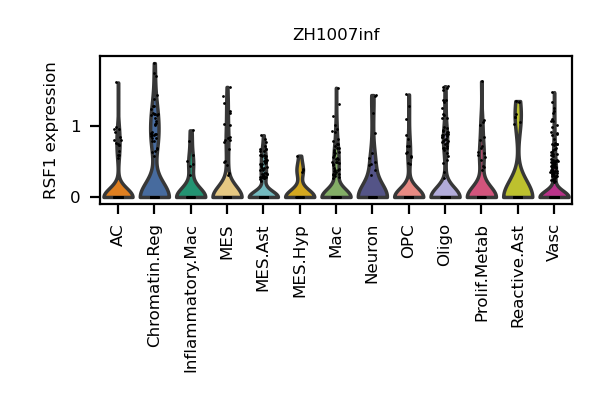 ZH1007inf
RSF1 expression
1
0
AC
Chromatin.Reg
Inflammatory.Mac
MES
MES.Ast
MES.Hyp
Mac
Neuron
OPC
Oligo
Prolif.Metab
Reactive.Ast
Vasc